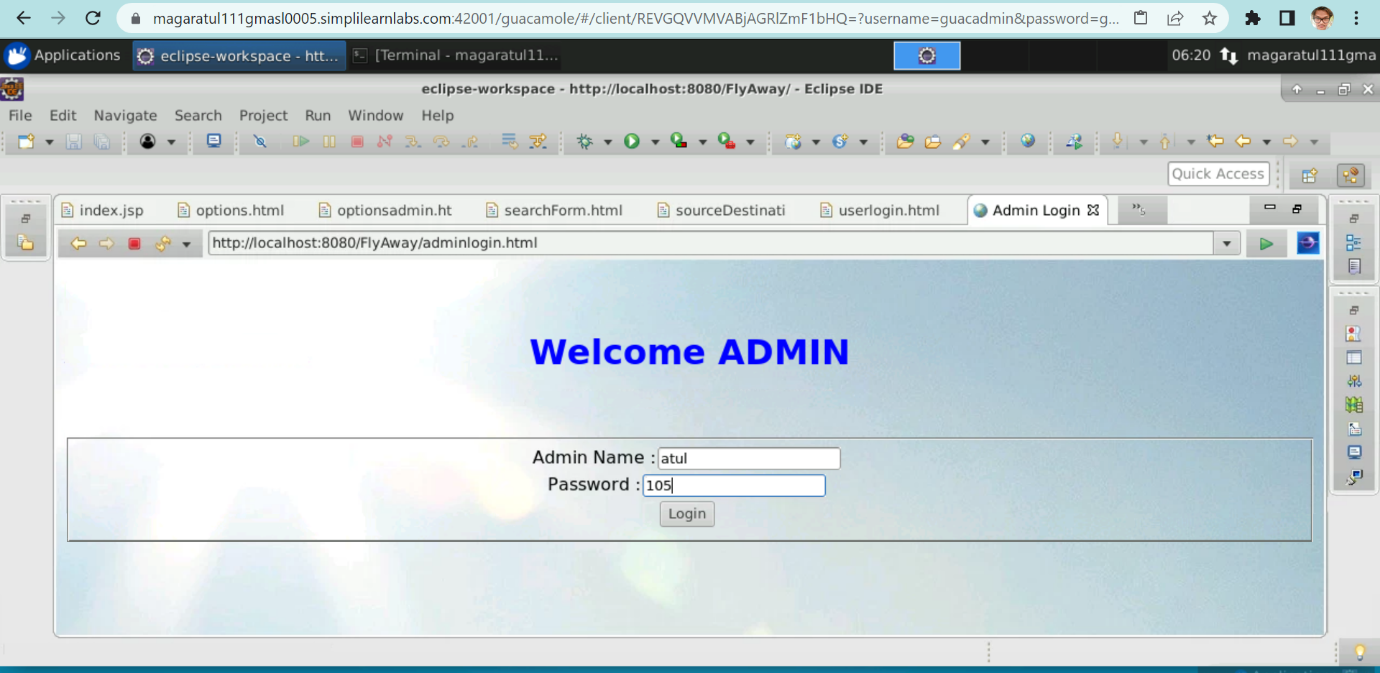 magaratul111gmasl0005.simplilearnlabs.com:42001/guacamole/#/client/REVGQVVMVABjAGRlZmF1bHQ=?username=guacadmin&password=g...
Applications eclipse-workspace - htt... [Terminal - magaratul11... 06:20 magaratul111gma
eclipse-workspace - http://localhost:8080/FlyAway/ - Eclipse IDE
File Edit Navigate Search Project Run Window Help
Quick Access
index.jsp options.html optionsadmin.ht searchForm.html sourceDestinati userlogin.html Admin Login »5
http://localhost:8080/FlyAway/adminlogin.html
Welcome ADMIN
Admin Name : atul
Password : 105
Login